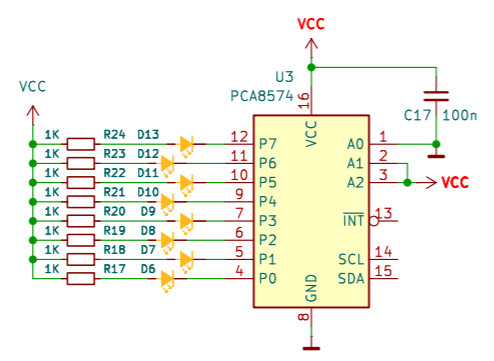 VCC
U3
PCA8574
VCC
16
VCC
C17 100n
1K R24 D13 12 P7 A0 1
1K R23 D12 11 P6 A1 2
1K R22 D11 10 P5 A2 3 VCC
1K R21 D10 9 P4
1K R20 D9 7 P3 INT 13
1K R19 D8 6 P2
1K R18 D7 5 P1 SCL 14
1K R17 D6 4 P0 SDA 15
GND
8